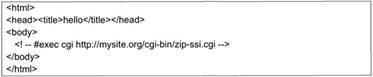 <html>
<head><title>hello</title></head>
<body>
<! -- #exec cgi http://mysite.org/cgi-bin/zip-ssi.cgi -->
</body>
</html>